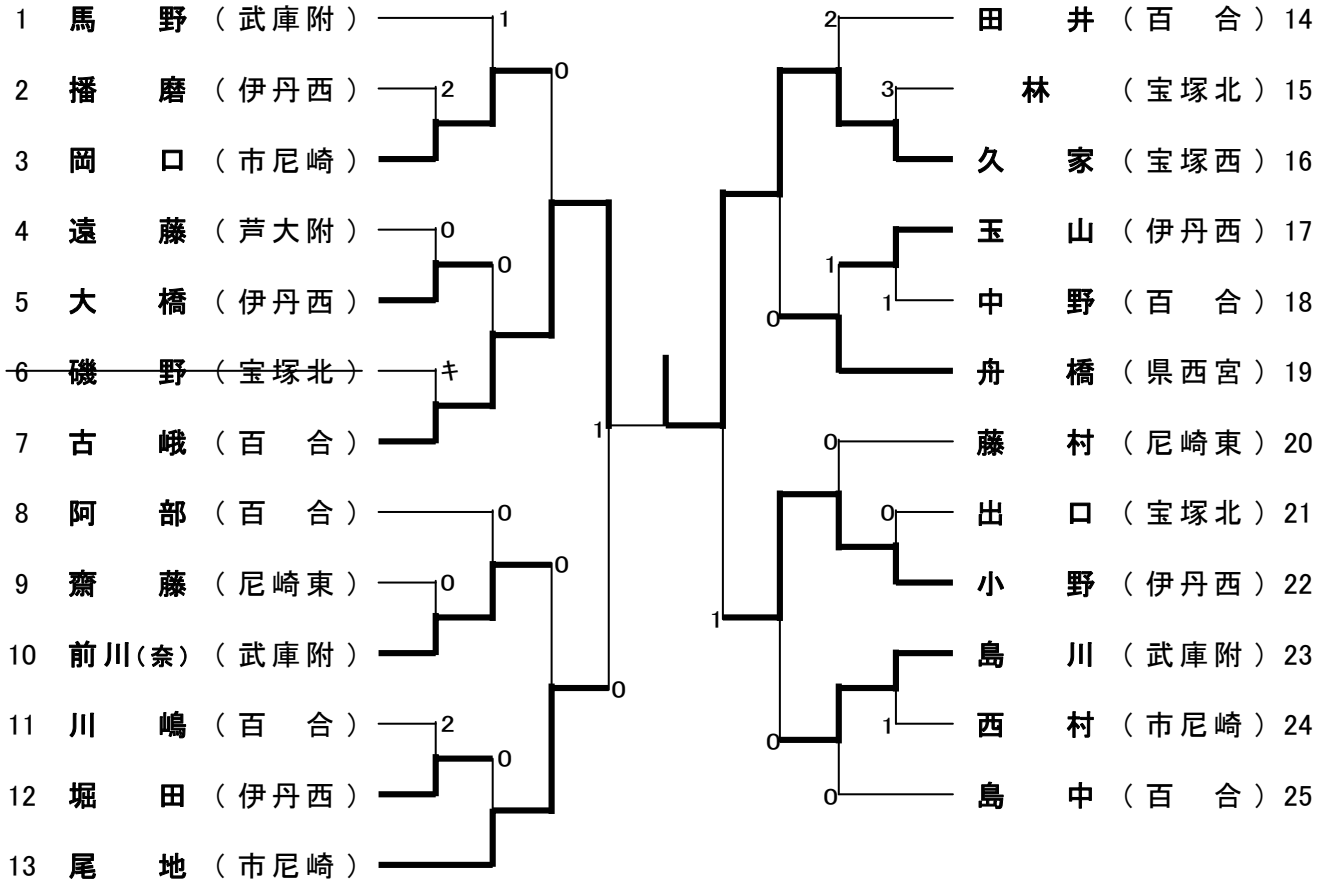 1 馬 野 （武庫附） 1
0
2 播 磨 （伊丹西） 2
3 岡 口 （市尼崎）
4 遠 藤 （芦大附） 0
0
5 大 橋 （伊丹西）
6 磯 野 （宝塚北） キ
7 古 峨 （百 合）
1
8 阿 部 （百 合） 0
0
9 齋 藤 （尼崎東） 0
10 前川(奈) （武庫附）
0
11 川 嶋 （百 合） 2
0
12 堀 田 （伊丹西）
13 尾 地 （市尼崎）
2 田 井 （百 合） 14
3 林 （宝塚北） 15
久 家 （宝塚西） 16
玉 山 （伊丹西） 17
1
1 中 野 （百 合） 18
0
舟 橋 （県西宮） 19
0 藤 村 （尼崎東） 20
0 出 口 （宝塚北） 21
小 野 （伊丹西） 22
1
島 川 （武庫附） 23
1 西 村 （市尼崎） 24
0
0 島 中 （百 合） 25